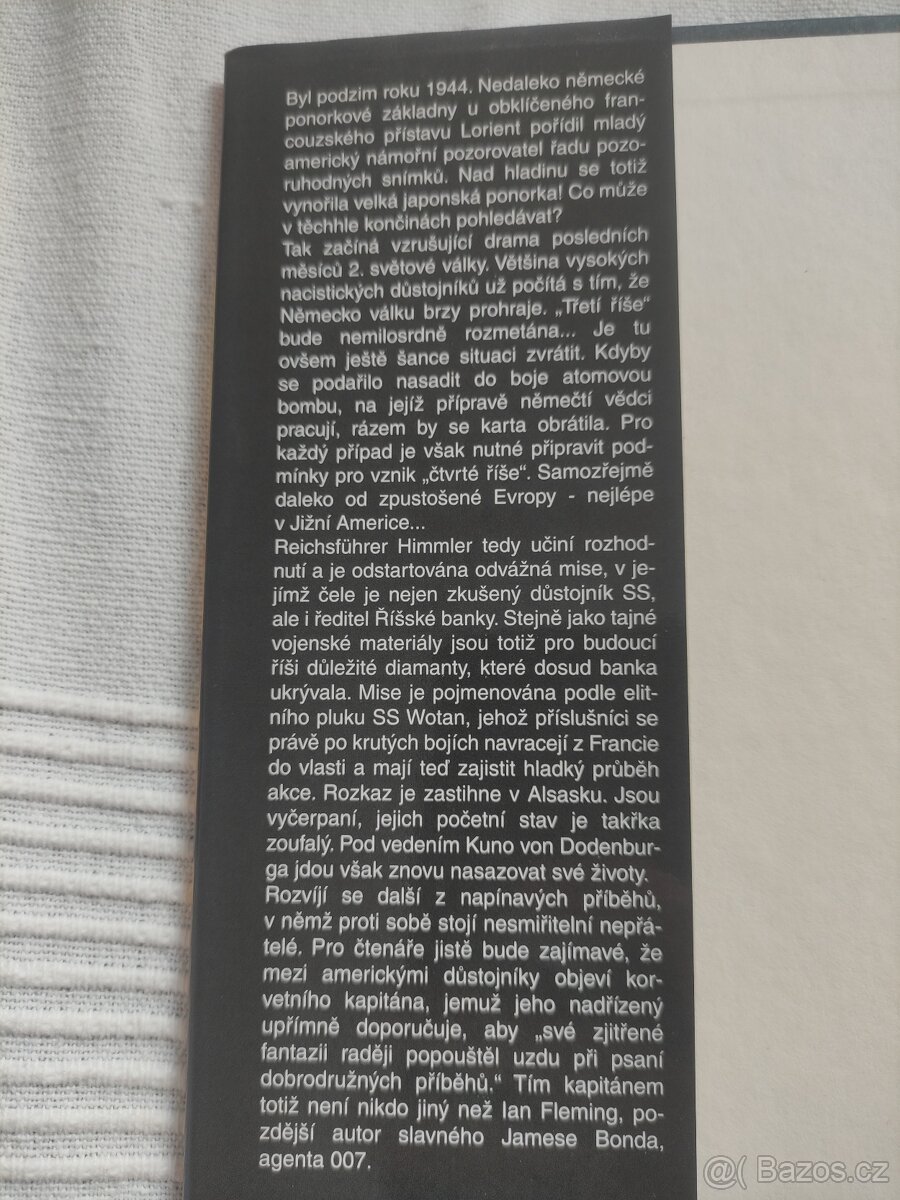 Byl podzim roku 1944. Nedaleko německé
ponorkové základny u obklíčeného fran-
couzského přístavu Lorient pořídil mladý
americký námořní pozorovatel řadu pozo-
ruhodných snímků. Nad hladinu se totiž
vynořila velká japonská ponorka! Co může
v těchhle končinách pohledávat?
Tak začíná vzrušující drama posledních
měsíců 2. světové války. Většina vysokých
nacistických důstojníků už počítá s tím, že
Německo válku brzy prohraje. „Třetí říše“
bude nemilosrdně rozmetána... Je tu
ovšem ještě šance situaci zvrátit. Kdyby
se podařilo nasadit do boje atomovou
bombu, na jejíž přípravě němečtí vědci
pracují, rázem by se karta obrátila. Pro
každý případ je však nutné připravit pod-
mínky pro vznik „čtvrté říše“. Samozřejmě
daleko od zpustošené Evropy - nejlépe
v Jižní Americe...
Reichsführer Himmler tedy učiní rozhod-
nutí a je odstartována odvážná mise, v je-
jímž čele je nejen zkušený důstojník SS,
ale i ředitel Říšské banky. Stejně jako tajné
vojenské materiály jsou totiž pro budoucí
říši důležité diamanty, které dosud banka
ukrývala. Mise je pojmenována podle elit-
ního pluku SS Wotan, jehož příslušníci se
právě po krutých bojích navracejí z Francie
do vlasti a mají teď zajistit hladký průběh
akce. Rozkaz je zastihne v Alsasku. Jsou
vyčerpaní, jejich početní stav je takřka
zoufalý. Pod vedením Kuno von Dodenbur-
ga jdou však znovu nasazovat své životy.
Rozvíjí se další z napínavých příběhů,
v němž proti sobě stojí nesmiřitelní nepřá-
telé. Pro čtenáře jistě bude zajímavé, že
mezi americkými důstojníky objeví kor-
vetního kapitána, jemuž jeho nadřízený
upřímně doporučuje, aby „své zjitřené
fantazii raději popouštěl uzdu při psaní
dobrodružných příběhů.“ Tím kapitánem
totiž není nikdo jiný než Ian Fleming, po-
zdější autor slavného Jamese Bonda,
agenta 007.
@( Bazos.cz